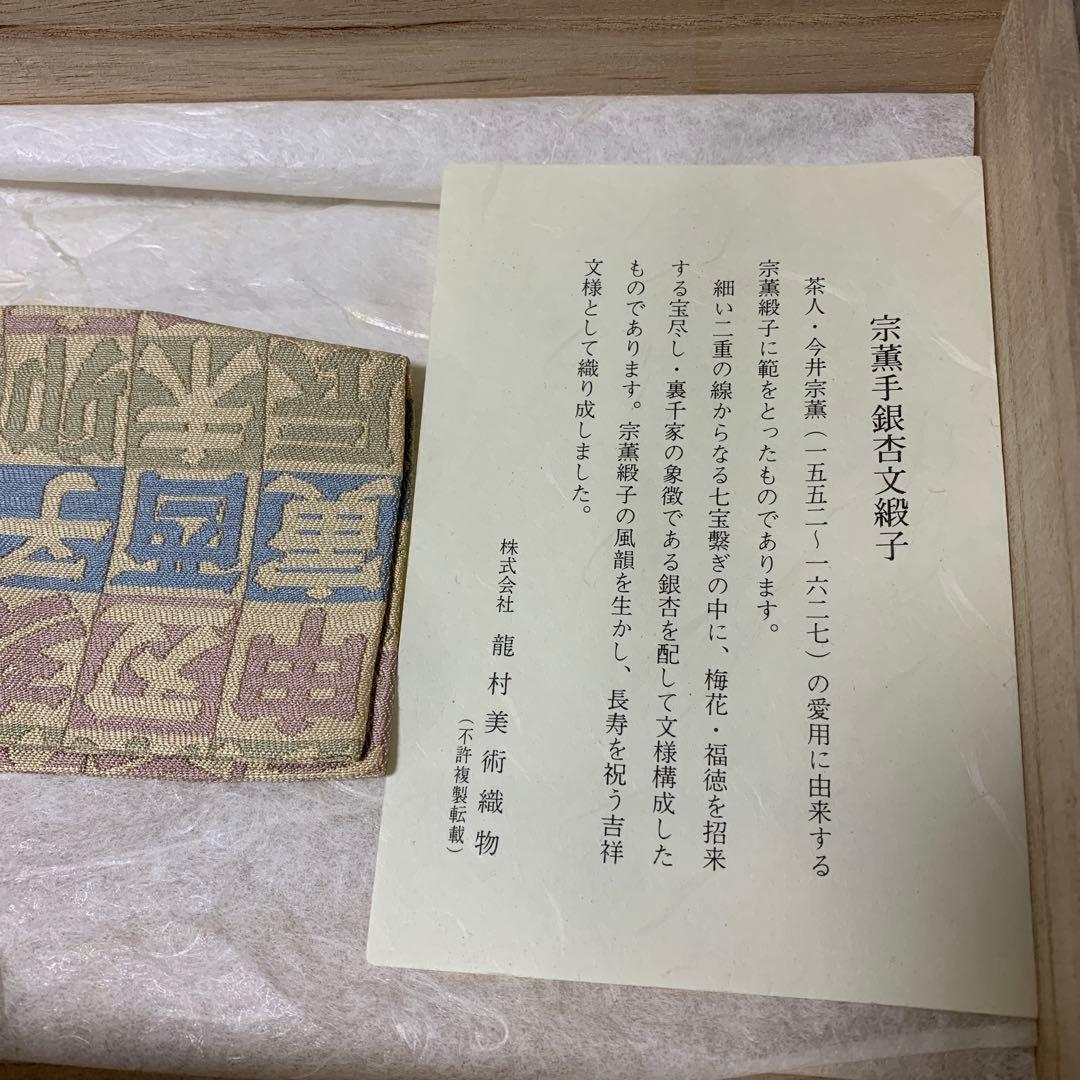 宗薫手銀杏文緞子
茶人・今井宗薫（一五五二〜一六二七）の愛用に由来する
宗薫緞子に範をとったものであります。
細い二重の線からなる七宝繋ぎの中に、梅花・福徳を招来
する宝尽し・裏千家の象徴である銀杏を配して文様構成した
ものであります。宗薫緞子の風韻を生かし、長寿を祝う吉祥
文様として織り成しました。
株式会社 龍村美術織物
（不許複製転載）